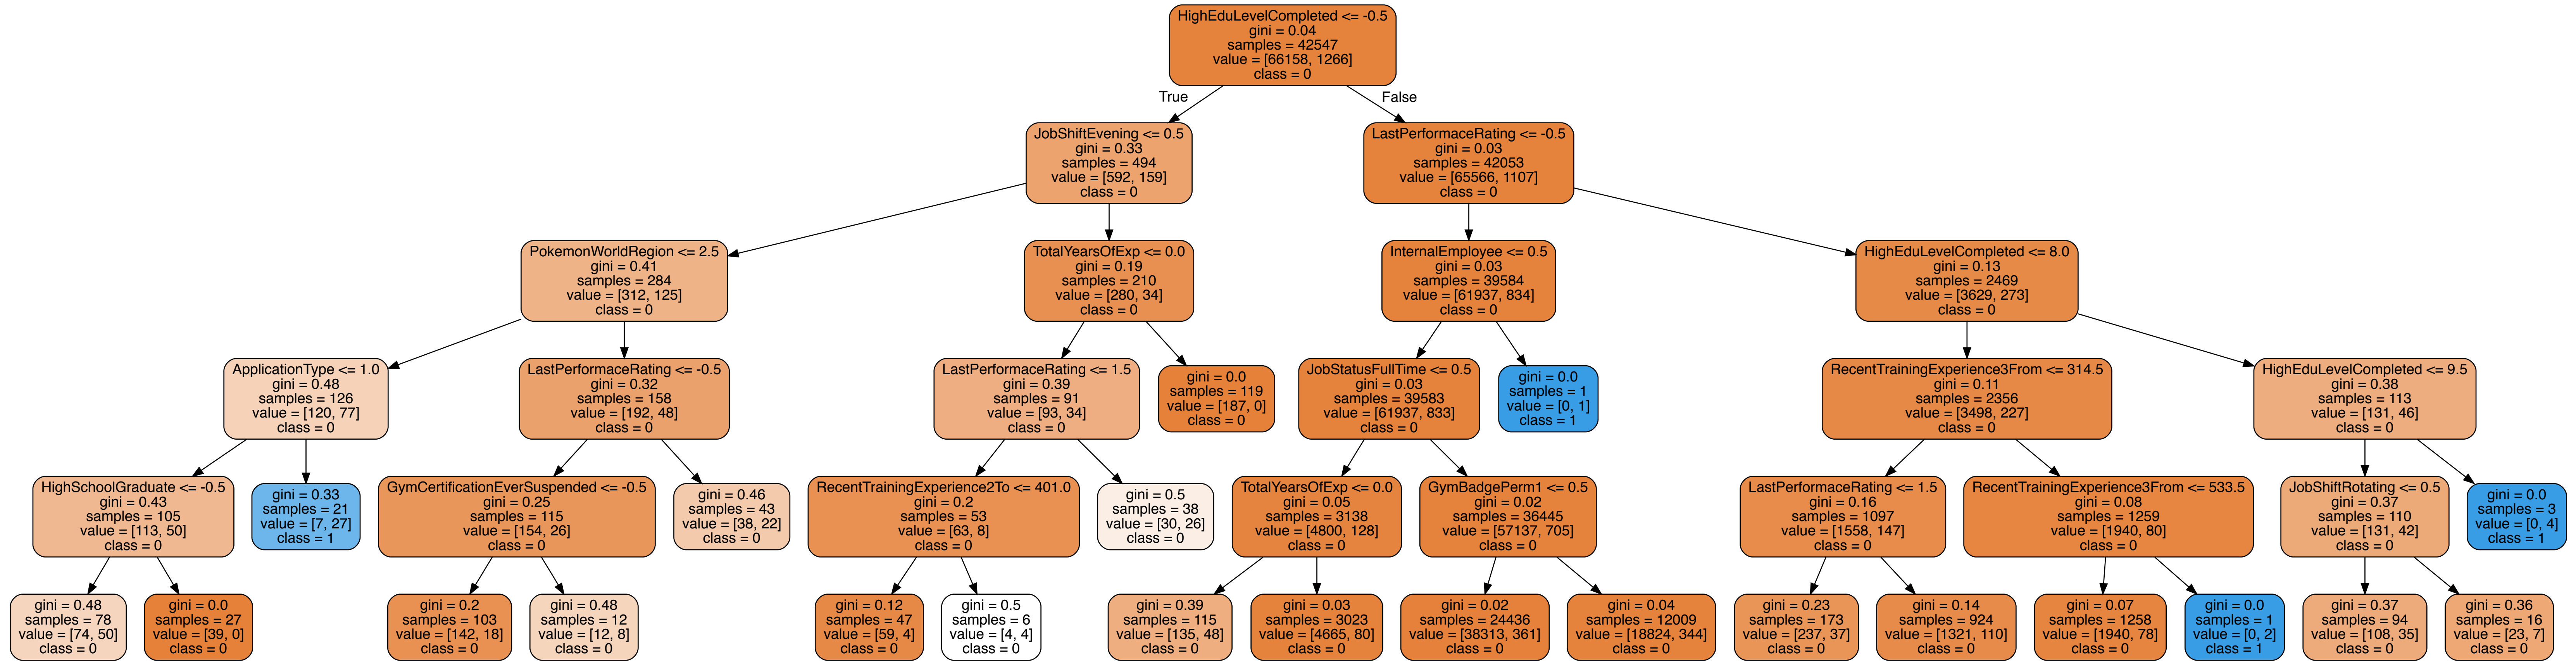 HighEduLevelCompleted <= -0.5
gini = 0.04
samples = 42547
value = [66158, 1266]
class = 0
True
False
JobShiftEvening <= 0.5
gini = 0.33
samples = 494
value = [592, 159]
class = 0
LastPerformaceRating <= -0.5
gini = 0.03
samples = 42053
value = [65566, 1107]
class = 0
PokemonWorldRegion <= 2.5
gini = 0.41
samples = 284
value = [312, 125]
class = 0
TotalYearsOfExp <= 0.0
gini = 0.19
samples = 210
value = [280, 34]
class = 0
InternalEmployee <= 0.5
gini = 0.03
samples = 39584
value = [61937, 834]
class = 0
HighEduLevelCompleted <= 8.0
gini = 0.13
samples = 2469
value = [3629, 273]
class = 0
ApplicationType <= 1.0
gini = 0.48
samples = 126
value = [120, 77]
class = 0
LastPerformaceRating <= -0.5
gini = 0.32
samples = 158
value = [192, 48]
class = 0
LastPerformaceRating <= 1.5
gini = 0.39
samples = 91
value = [93, 34]
class = 0
gini = 0.0
samples = 119
value = [187, 0]
class = 0
JobStatusFullTime <= 0.5
gini = 0.03
samples = 39583
value = [61937, 833]
class = 0
gini = 0.0
samples = 1
value = [0, 1]
class = 1
RecentTrainingExperience3From <= 314.5
gini = 0.11
samples = 2356
value = [3498, 227]
class = 0
HighEduLevelCompleted <= 9.5
gini = 0.38
samples = 113
value = [131, 46]
class = 0
HighSchoolGraduate <= -0.5
gini = 0.43
samples = 105
value = [113, 50]
class = 0
gini = 0.33
samples = 21
value = [7, 27]
class = 1
GymCertificationEverSuspended <= -0.5
gini = 0.25
samples = 115
value = [154, 26]
class = 0
gini = 0.46
samples = 43
value = [38, 22]
class = 0
RecentTrainingExperience2To <= 401.0
gini = 0.2
samples = 53
value = [63, 8]
class = 0
gini = 0.5
samples = 38
value = [30, 26]
class = 0
TotalYearsOfExp <= 0.0
gini = 0.05
samples = 3138
value = [4800, 128]
class = 0
GymBadgePerm1 <= 0.5
gini = 0.02
samples = 36445
value = [57137, 705]
class = 0
LastPerformaceRating <= 1.5
gini = 0.16
samples = 1097
value = [1558, 147]
class = 0
RecentTrainingExperience3From <= 533.5
gini = 0.08
samples = 1259
value = [1940, 80]
class = 0
JobShiftRotating <= 0.5
gini = 0.37
samples = 110
value = [131, 42]
class = 0
gini = 0.0
samples = 3
value = [0, 4]
class = 1
gini = 0.48
samples = 78
value = [74, 50]
class = 0
gini = 0.0
samples = 27
value = [39, 0]
class = 0
gini = 0.2
samples = 103
value = [142, 18]
class = 0
gini = 0.48
samples = 12
value = [12, 8]
class = 0
gini = 0.12
samples = 47
value = [59, 4]
class = 0
gini = 0.5
samples = 6
value = [4, 4]
class = 0
gini = 0.39
samples = 115
value = [135, 48]
class = 0
gini = 0.03
samples = 3023
value = [4665, 80]
class = 0
gini = 0.02
samples = 24436
value = [38313, 361]
class = 0
gini = 0.04
samples = 12009
value = [18824, 344]
class = 0
gini = 0.23
samples = 173
value = [237, 37]
class = 0
gini = 0.14
samples = 924
value = [1321, 110]
class = 0
gini = 0.07
samples = 1258
value = [1940, 78]
class = 0
gini = 0.0
samples = 1
value = [0, 2]
class = 1
gini = 0.37
samples = 94
value = [108, 35]
class = 0
gini = 0.36
samples = 16
value = [23, 7]
class = 0